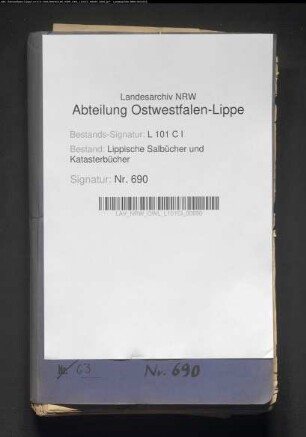 Landesarchiv NRW
Abteilung Ostwestfalen-Lippe
Bestands-Signatur: L 101 C I
Bestand: Lippische Salbücher und
Katasterbücher
Signatur: Nr. 690
LAV_NRW_OWL_L101CI_00690
63
Nr. 690